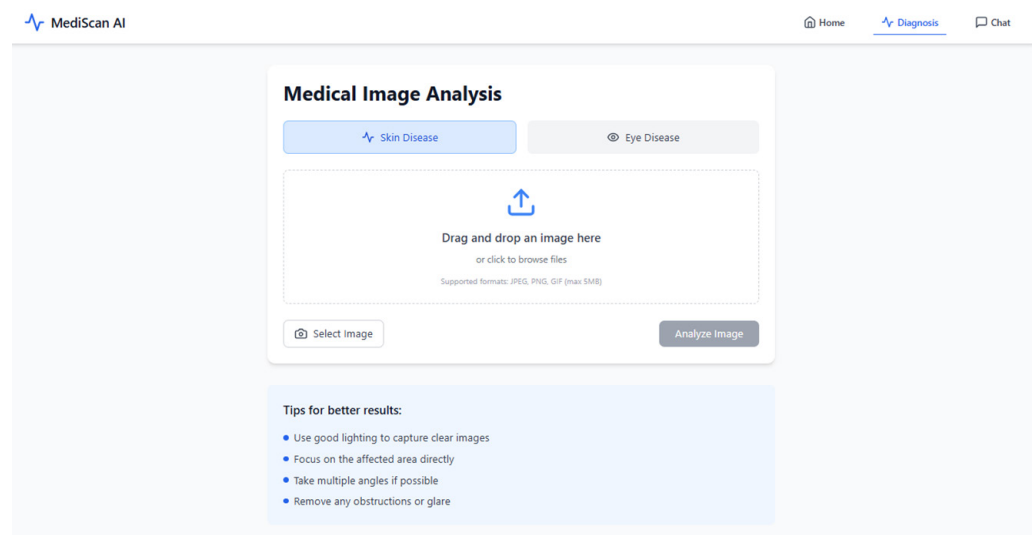 MediScan AI
Home
Diagnosis
Chat
Medical Image Analysis
Skin Disease
Eye Disease
Drag and drop an image here
or click to browse files
Supported formats: JPEG, PNG, GIF (max 5MB)
Select Image
Analyze Image
Tips for better results:
Use good lighting to capture clear images
Focus on the affected area directly
Take multiple angles if possible
Remove any obstructions or glare